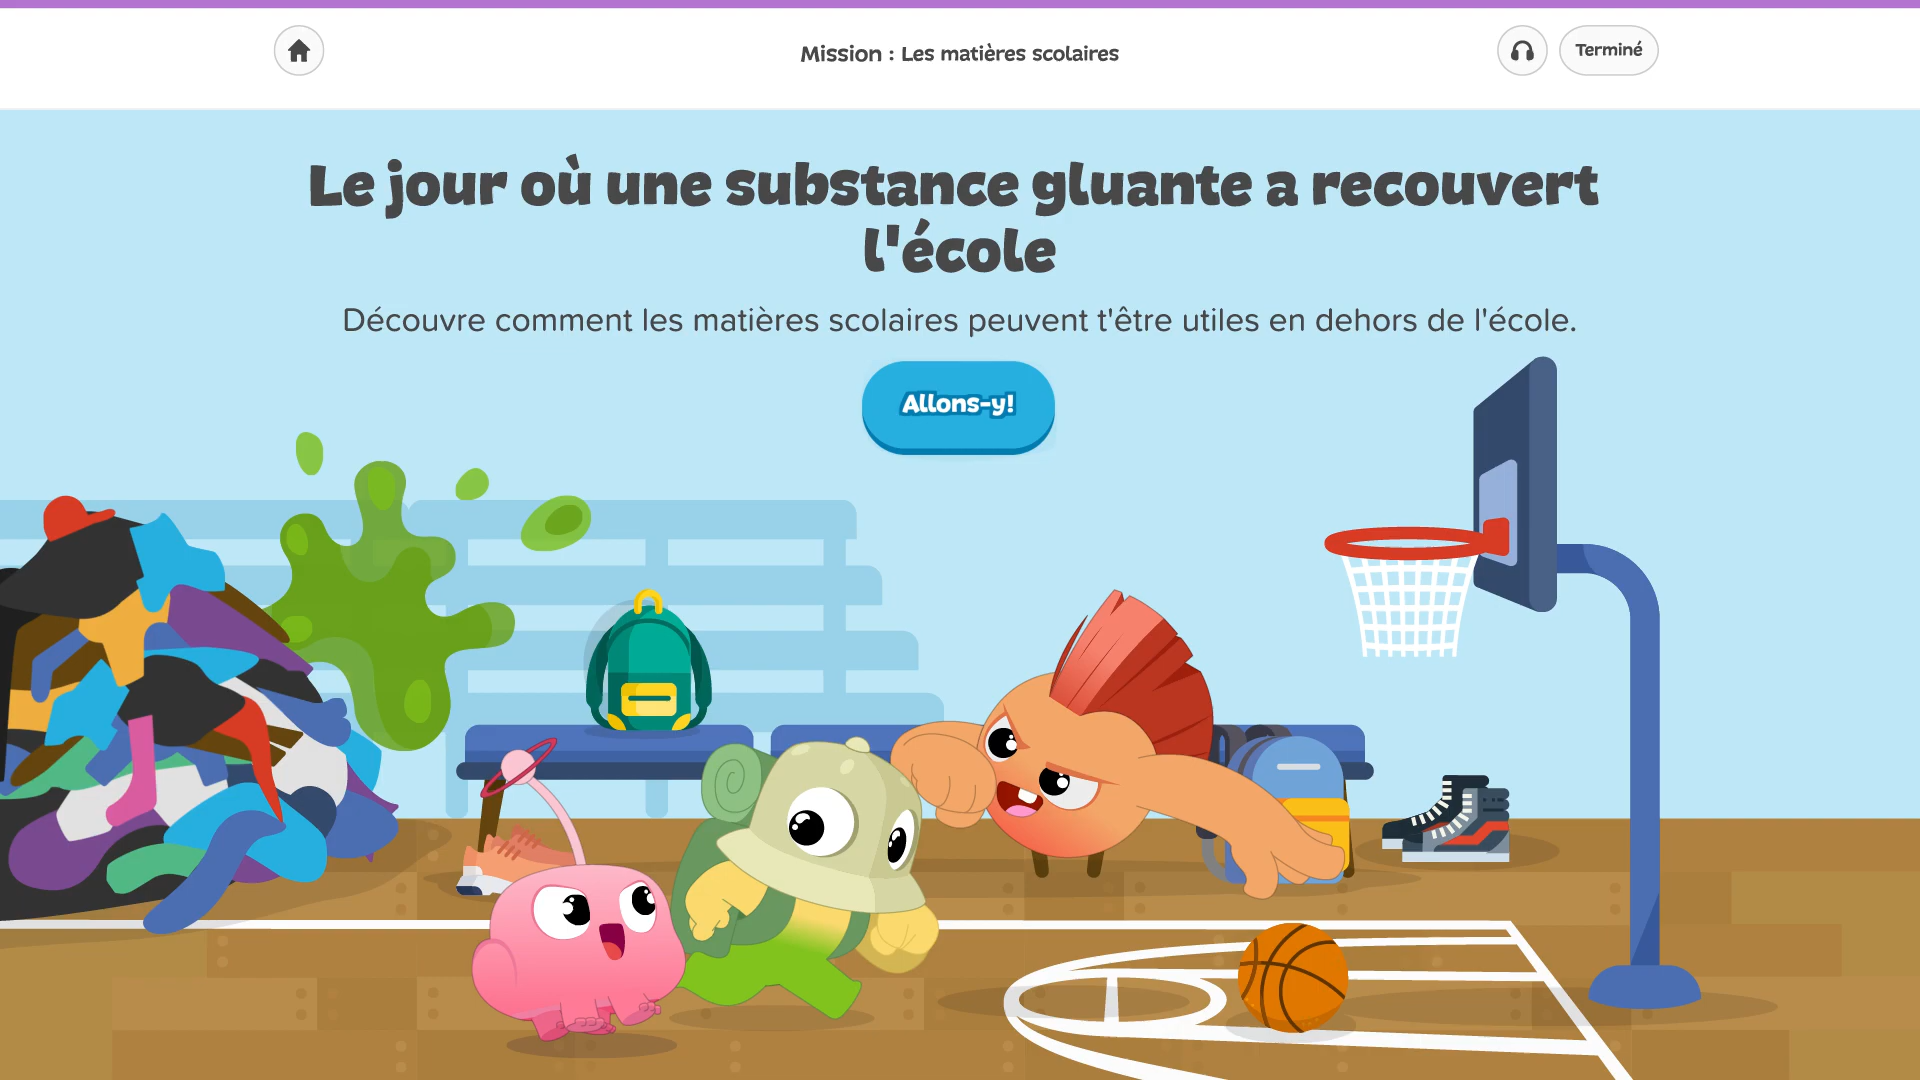 Mission : Les matières scolaires
Terminé
Le jour où une substance gluante a recouvert
l'école
Découvre comment les matières scolaires peuvent t'être utiles en dehors de l'école.
Allons-y!